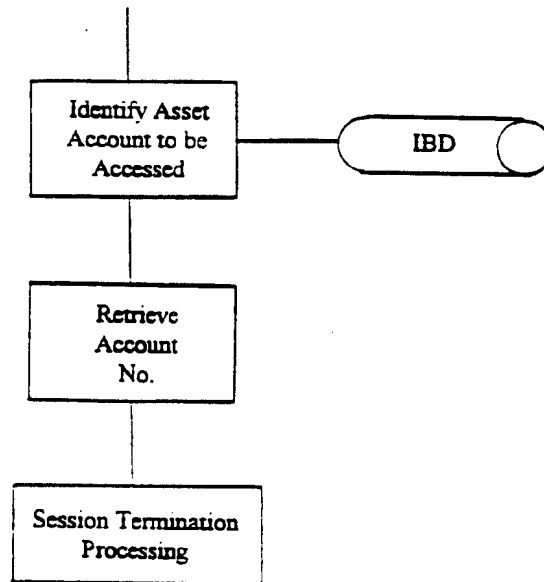 Identify Asset
Account to be
Accessed
IBD
Retrieve
Account
No.
Session Termination
Processing